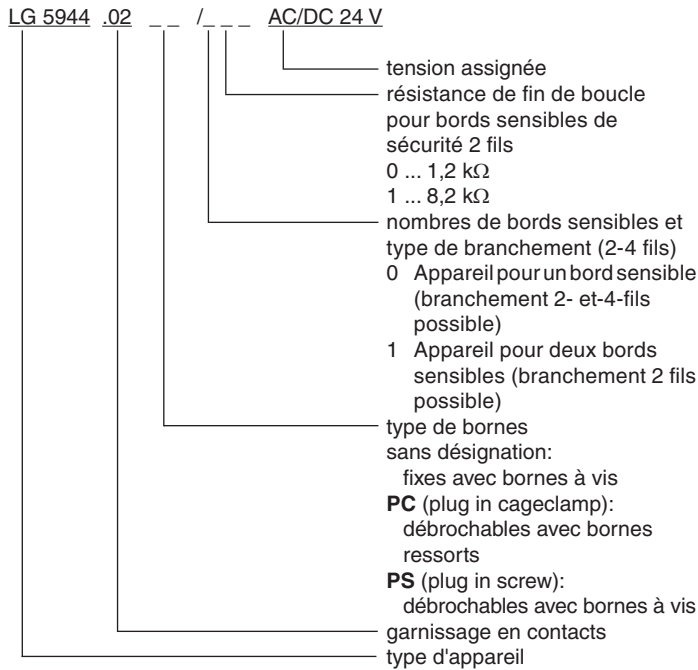 LG 5944 .02 _ _ /_ _ _ AC/DC 24 V
tension assignée
résistance de fin de boucle
pour bords sensibles de
sécurité 2 fils
0 ... 1,2 kΩ
1 ... 8,2 kΩ
nombres de bords sensibles et
type de branchement (2-4 fils)
0 Appareil pour un bord sensible
(branchement 2- et-4-fils
possible)
1 Appareil pour deux bords
sensibles (branchement 2 fils
possible)
type de bornes
sans désignation:
fixes avec bornes à vis
PC (plug in cageclamp):
débrochables avec bornes
ressorts
PS (plug in screw):
débrochables avec bornes à vis
garnissage en contacts
type d'appareil